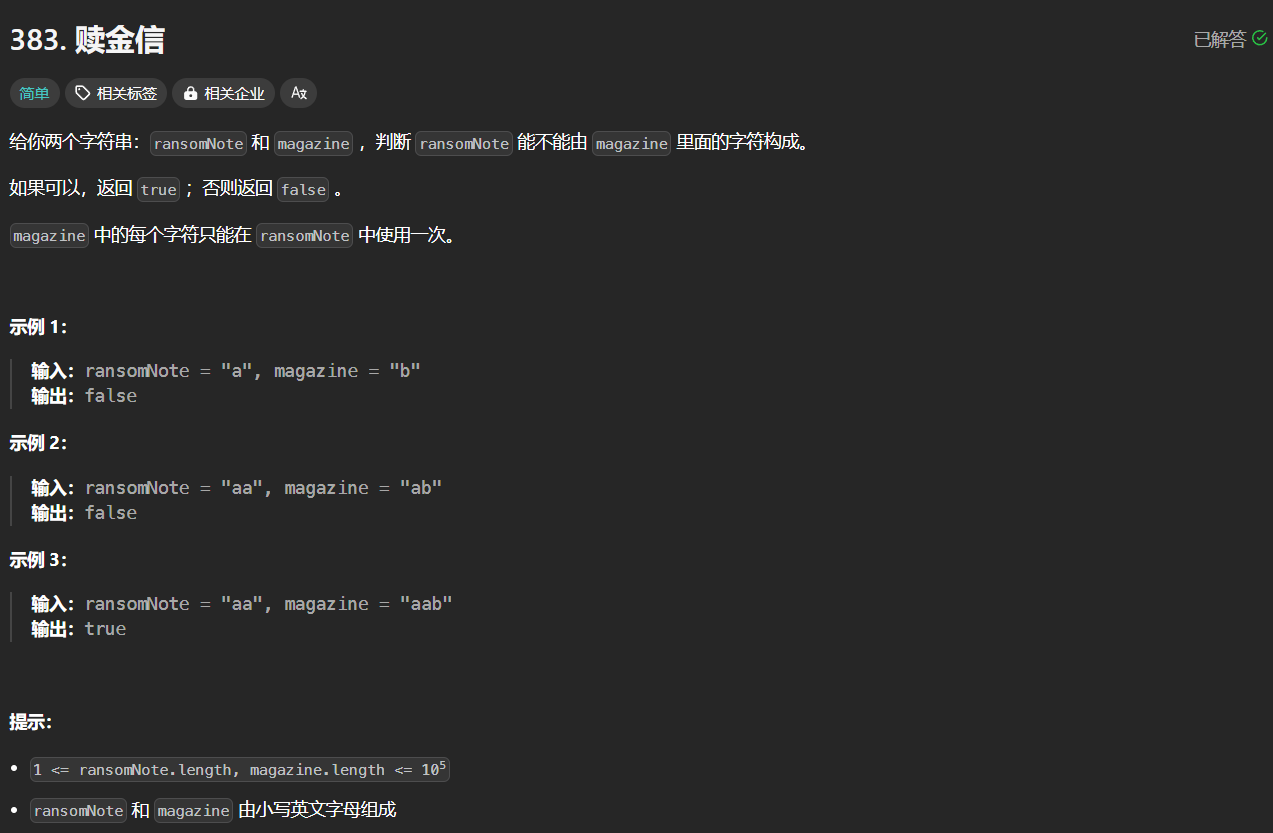 383. 赎金信
已解答
简单 相关标签 相关企业 Aあ
给你两个字符串：ransomNote 和 magazine ，判断 ransomNote 能不能由 magazine 里面的字符构成。
如果可以，返回 true ；否则返回 false 。
magazine 中的每个字符只能在 ransomNote 中使用一次。
示例 1：
输入：ransomNote = "a", magazine = "b"
输出：false
示例 2：
输入：ransomNote = "aa", magazine = "ab"
输出：false
示例 3：
输入：ransomNote = "aa", magazine = "aab"
输出：true
提示：
1 <= ransomNote.length, magazine.length <= 10⁵
ransomNote 和 magazine 由小写英文字母组成